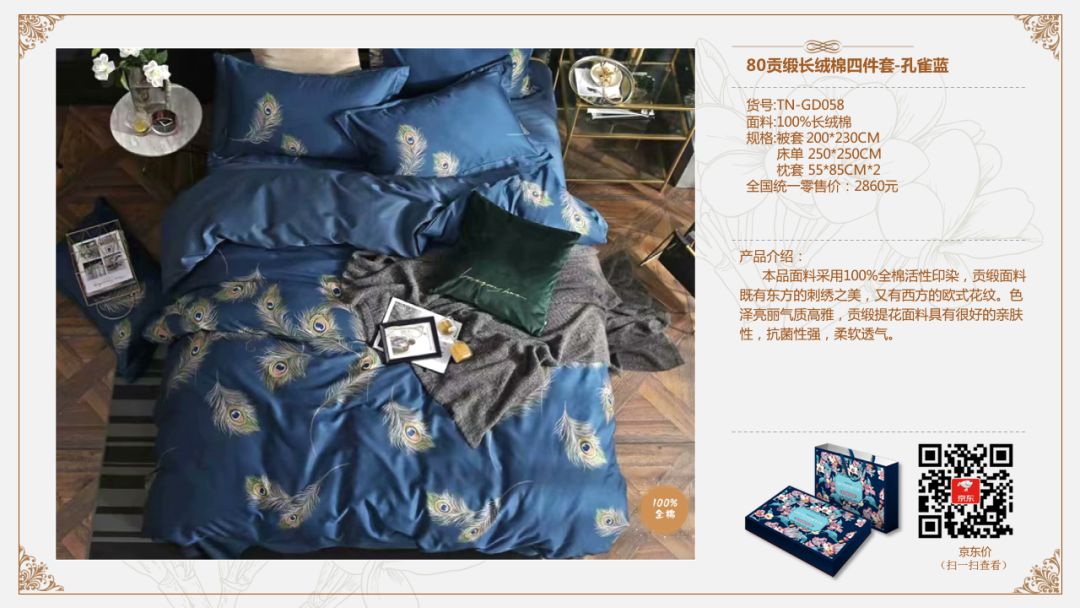 80贡缎长绒棉四件套-孔雀蓝
货号:TN-GD058
面料:100%长绒棉
规格:被套 200*230CM
床单 250*250CM
枕套 55*85CM*2
全国统一零售价：2860元
产品介绍：
本品面料采用100%全棉活性印染，贡缎面料
既有东方的刺绣之美，又有西方的欧式花纹。色
泽亮丽气质高雅，贡缎提花面料具有很好的亲肤
性，抗菌性强，柔软透气。
100%
全棉
京东
京东价
（扫一扫查看）